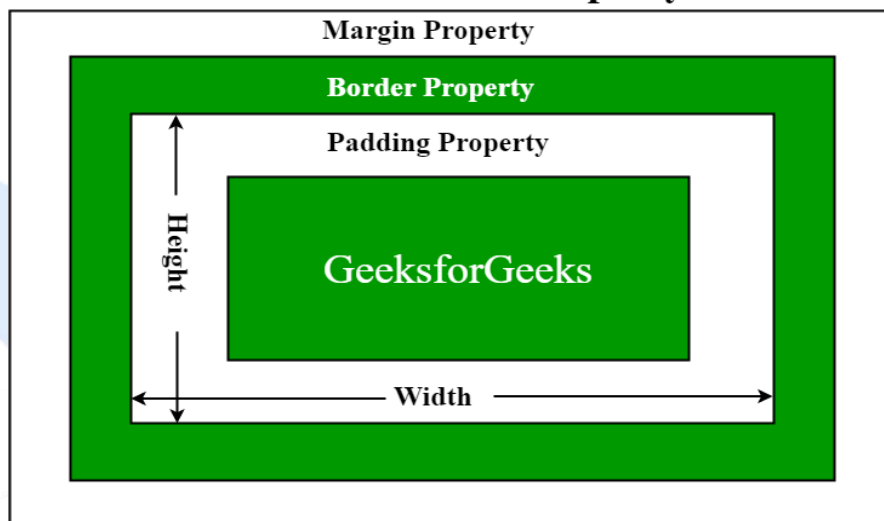 Margin Property
Border Property
Padding Property
Height
GeeksforGeeks
Width